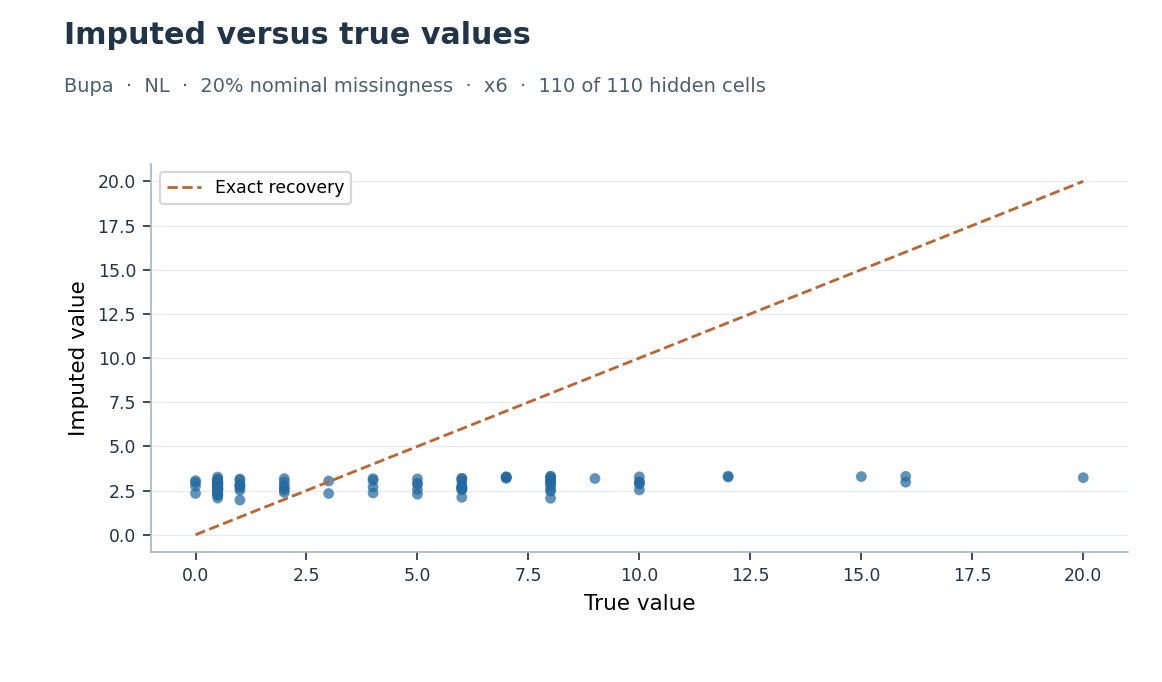 Imputed versus true values
Bupa · NL · 20% nominal missingness · x6 · 110 of 110 hidden cells
Exact recovery
20.0
17.5
15.0
12.5
10.0
7.5
5.0
2.5
0.0
Imputed value
0.0 2.5 5.0 7.5 10.0 12.5 15.0 17.5 20.0
True value